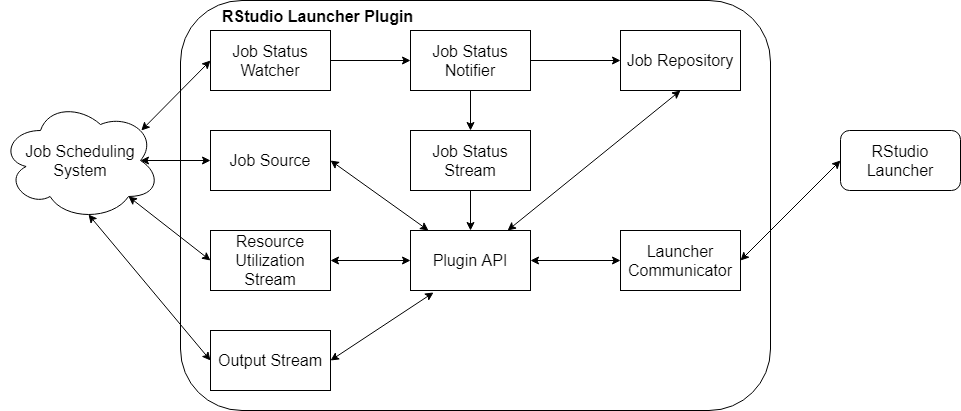 RStudio Launcher Plugin
Job Status
Watcher
Job Status
Notifier
Job Repository
Job Scheduling
System
Job Source
Job Status
Stream
RStudio
Launcher
Resource
Utilization
Stream
Plugin API
Launcher
Communicator
Output Stream